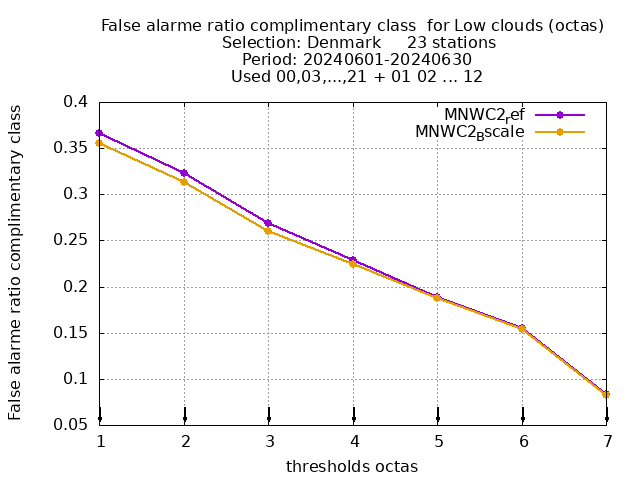 False alarme ratio complimentary class  for Low clouds (octas)
Selection: Denmark     23 stations
Period: 20240601-20240630
Used 00,03,...,21 + 01 02 ... 12
MNWC2ref
MNWC2Bscale
False alarme ratio complimentary class
0.4
0.35
0.3
0.25
0.2
0.15
0.1
0.05
1 2 3 4 5 6 7
thresholds octas